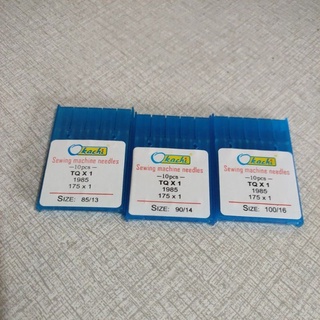 Okachi
Sewing machine needles
—10pcs—
TQ X 1
1985
175 x 1
SIZE: 85/13
Okachi
Sewing machine needles
—10pcs—
TQ X 1
1985
175 x 1
SIZE: 90/14
Okachi
Sewing machine needles
—10pcs—
TQ X 1
1985
175 x 1
SIZE: 100/16